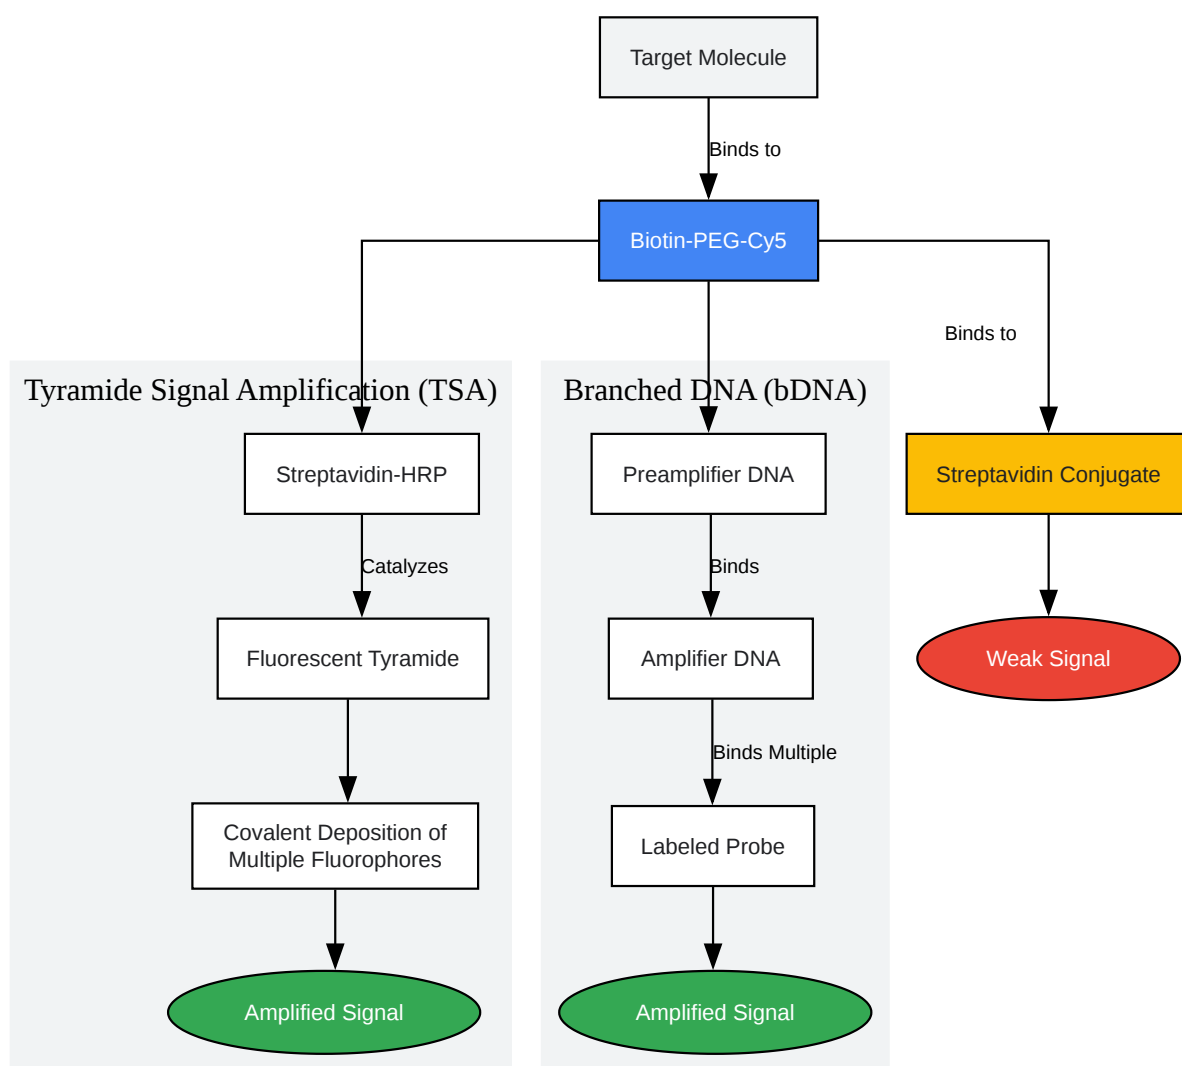 Target Molecule
Binds to
Biotin-PEG-Cy5
Binds to
Tyramide Signal Amplification (TSA)
Branched DNA (bDNA)
Streptavidin-HRP
Preamplifier DNA
Streptavidin Conjugate
Catalyzes
Binds
Fluorescent Tyramide
Amplifier DNA
Weak Signal
Binds Multiple
Covalent Deposition of
Multiple Fluorophores
Labeled Probe
Amplified Signal
Amplified Signal